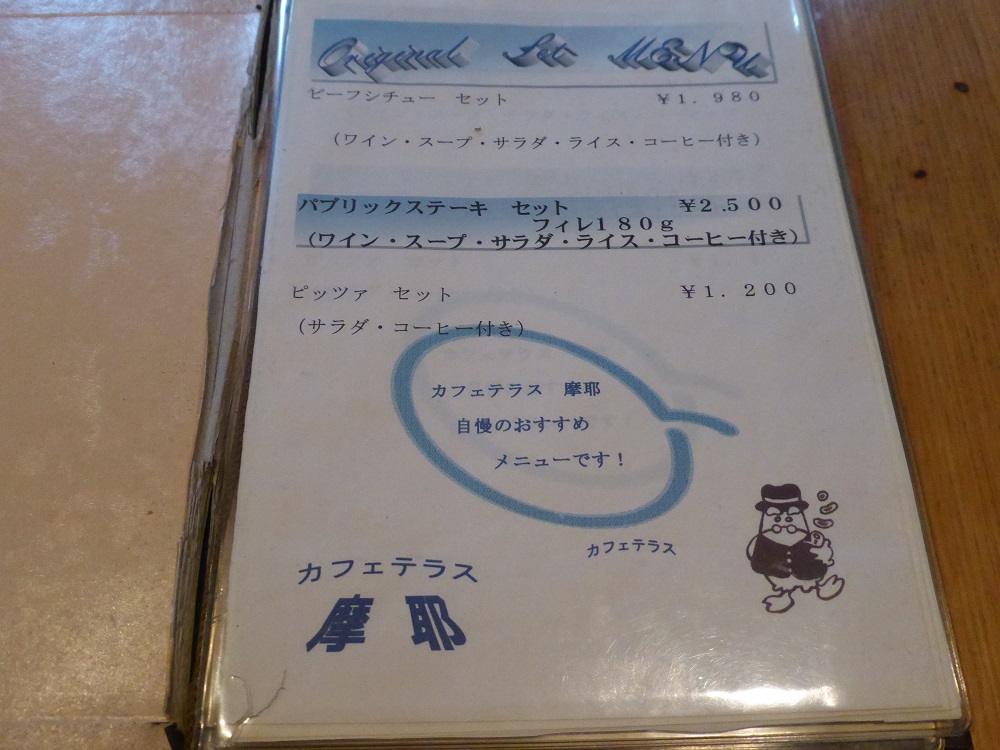 Original Set MENU
ビーフシチュー セット ¥1.980
（ワイン・スープ・サラダ・ライス・コーヒー付き）
パブリックステーキ セット ¥2.500
フィレ180g
（ワイン・スープ・サラダ・ライス・コーヒー付き）
ピッツァ セット ¥1.200
（サラダ・コーヒー付き）
カフェテラス 摩耶
自慢のおすすめ
メニューです！
カフェテラス
カフェテラス
摩耶